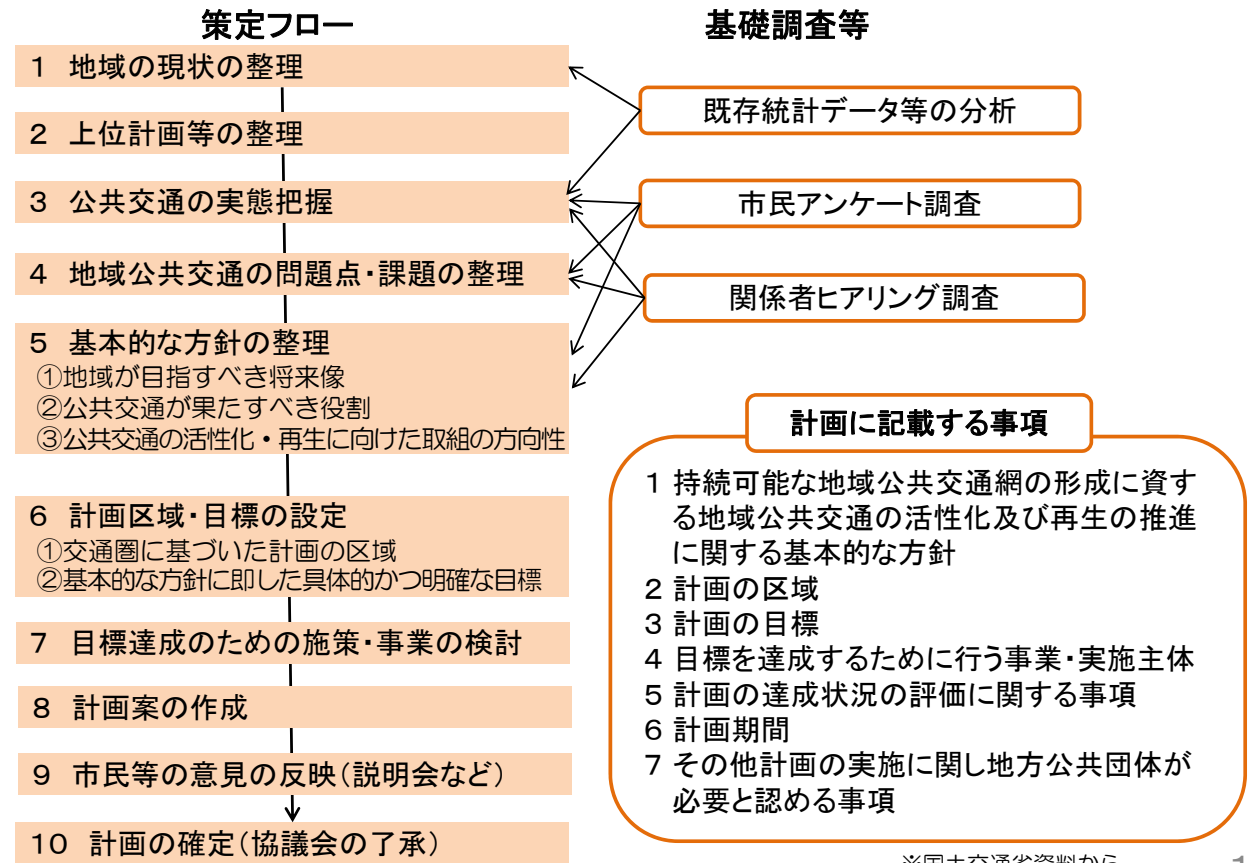 策定フロー
1 地域の現状の整理
2 上位計画等の整理
3 公共交通の実態把握
4 地域公共交通の問題点・課題の整理
5 基本的な方針の整理
①地域が目指すべき将来像
②公共交通が果たすべき役割
③公共交通の活性化・再生に向けた取組の方向性
6 計画区域・目標の設定
①交通圏に基づいた計画の区域
②基本的な方針に即した具体的かつ明確な目標
7 目標達成のための施策・事業の検討
8 計画案の作成
9 市民等の意見の反映(説明会など)
10 計画の確定(協議会の了承)
基礎調査等
既存統計データ等の分析
市民アンケート調査
関係者ヒアリング調査
計画に記載する事項
1 持続可能な地域公共交通網の形成に資す
る地域公共交通の活性化及び再生の推進
に関する基本的な方針
2 計画の区域
3 計画の目標
4 目標を達成するために行う事業・実施主体
5 計画の達成状況の評価に関する事項
6 計画期間
7 その他計画の実施に関し地方公共団体が
必要と認める事項
※国土交通省資料から